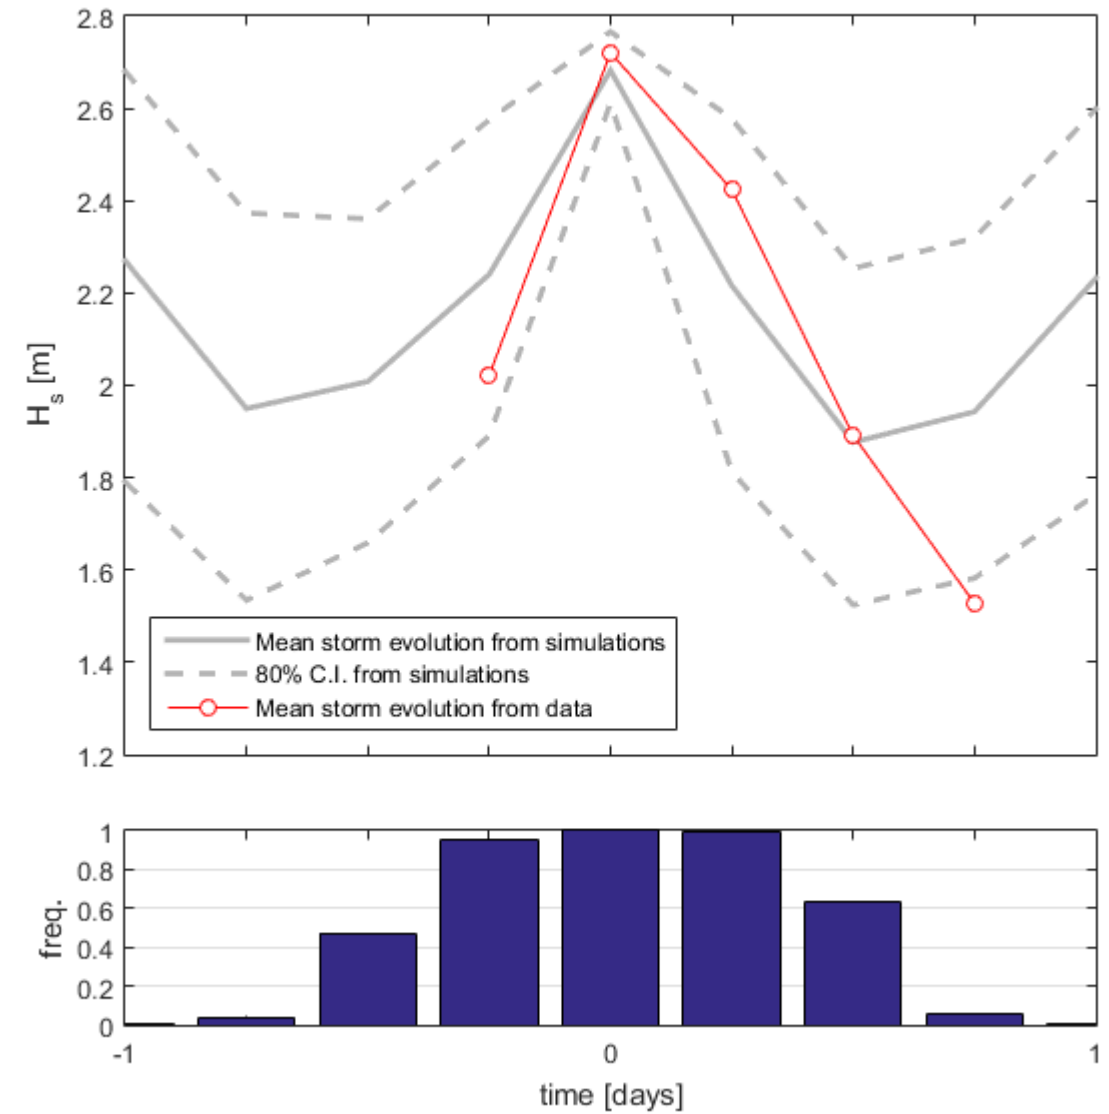 2.8
2.6
2.4
2.2
2
1.8
1.6
1.4
1.2
H_s [m]
Mean storm evolution from simulations
80% C.I. from simulations
Mean storm evolution from data
1
0.8
0.6
0.4
0.2
0
freq.
-1 0 1
time [days]